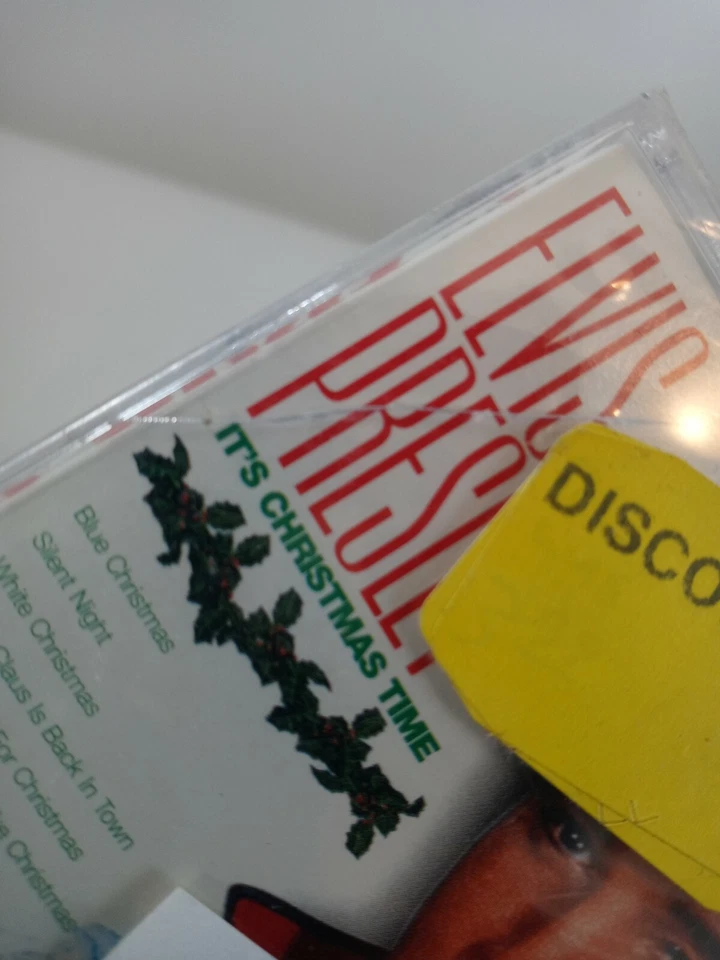 ELVIS
PRESLEY
IT'S CHRISTMAS TIME
Blue Christmas
Silent Night
White Christmas
Claus Is Back In Town
For Christmas
Christmas
DISCO